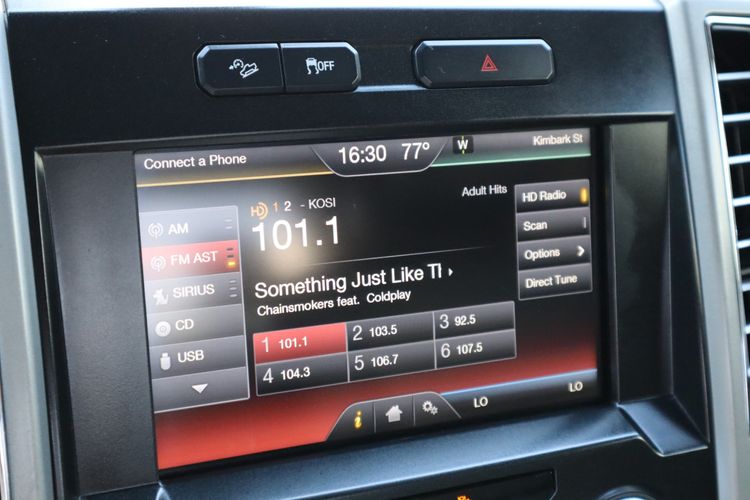 OFF
Connect a Phone
16:30 77°
W
Kimbark St
AM
FM AST
SIRIUS
CD
USB
HD 1 2 - KOSI
101.1
Adult Hits
Something Just Like T
Chainsmokers feat. Coldplay
1 101.1
2 103.5
3 92.5
4 104.3
5 106.7
6 107.5
HD Radio
Scan
Options
Direct Tune
i
LO
LO